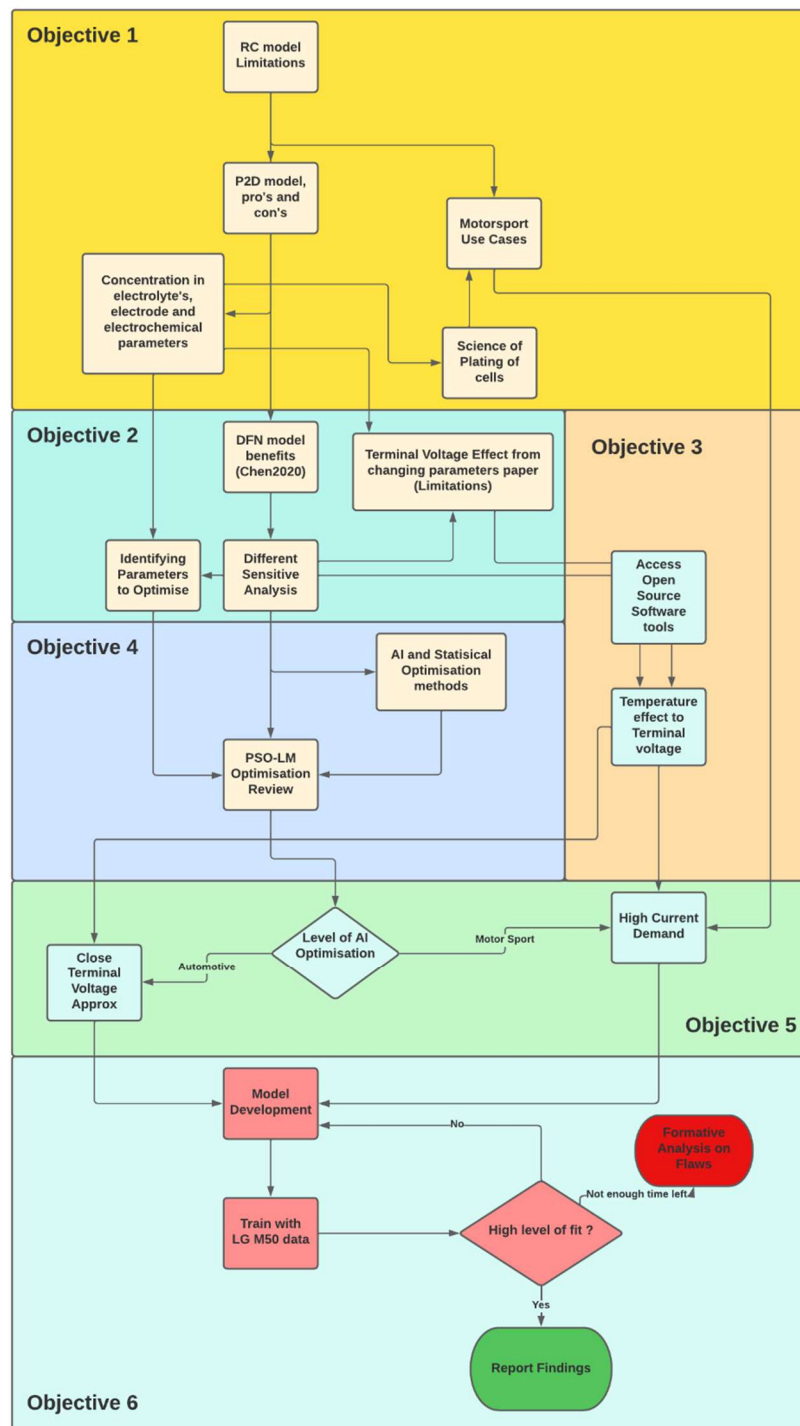 Objective 1
RC model
Limitations
P2D model,
pro's and
con's
Motorsport
Use Cases
Concentration in
electrolyte's,
electrode and
electrochemical
parameters
Science of
Plating of
cells
Objective 2
DFN model
benefits
(Chen2020)
Terminal Voltage Effect from
changing parameters paper
(Limitations)
Objective 3
Identifying
Parameters
to Optimise
Different
Sensitive
Analysis
Access
Open
Source
Software
tools
Objective 4
AI and Statisical
Optimisation
methods
Temperature
effect to
Terminal
voltage
PSO-LM
Optimisation
Review
High Current
Demand
Level of AI
Optimisation
Motor Sport
Automotive
Close
Terminal
Voltage
Approx
Objective 5
Model
Development
No
Formative
Analysis on
Flaws
Not enough time left
Train with
LG M50 data
High level of fit ?
Yes
Report Findings
Objective 6